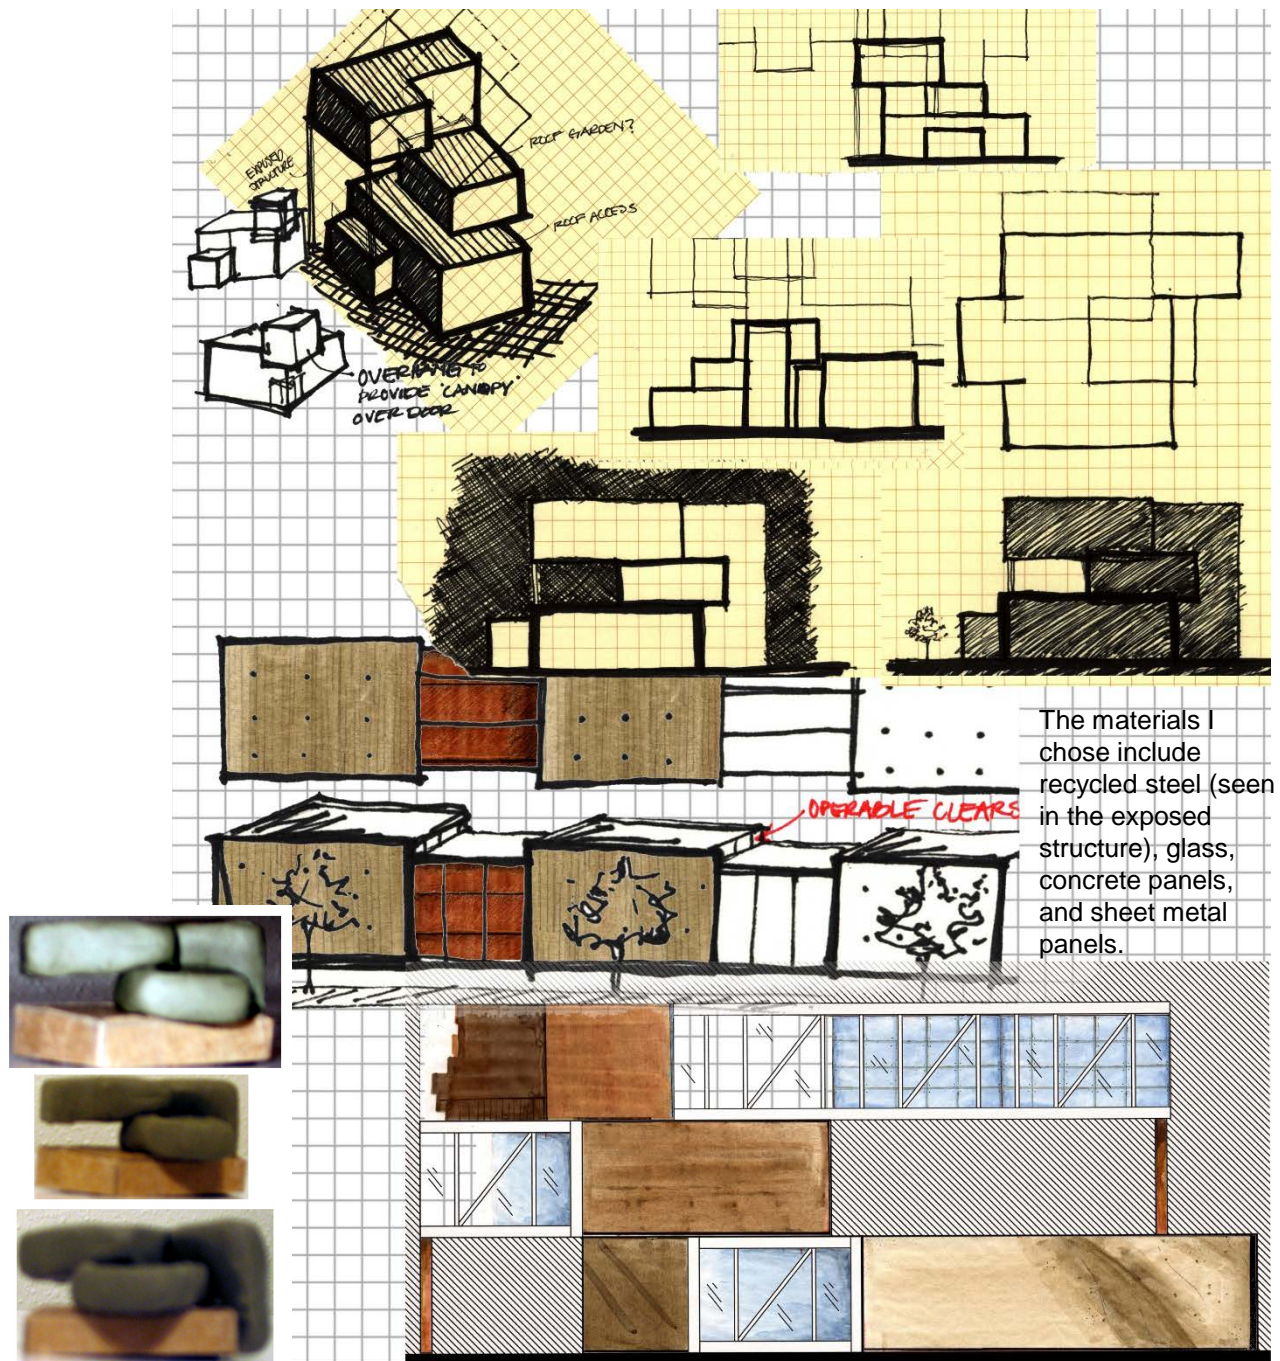 EXPOSED
STRUCTURE
ROOF GARDEN?
ROOF ACCESS
OVERHANG TO
PROVIDE 'CANOPY'
OVER DOOR
OPERABLE CLEARS
The materials I
chose include
recycled steel (seen
in the exposed
structure), glass,
concrete panels,
and sheet metal
panels.